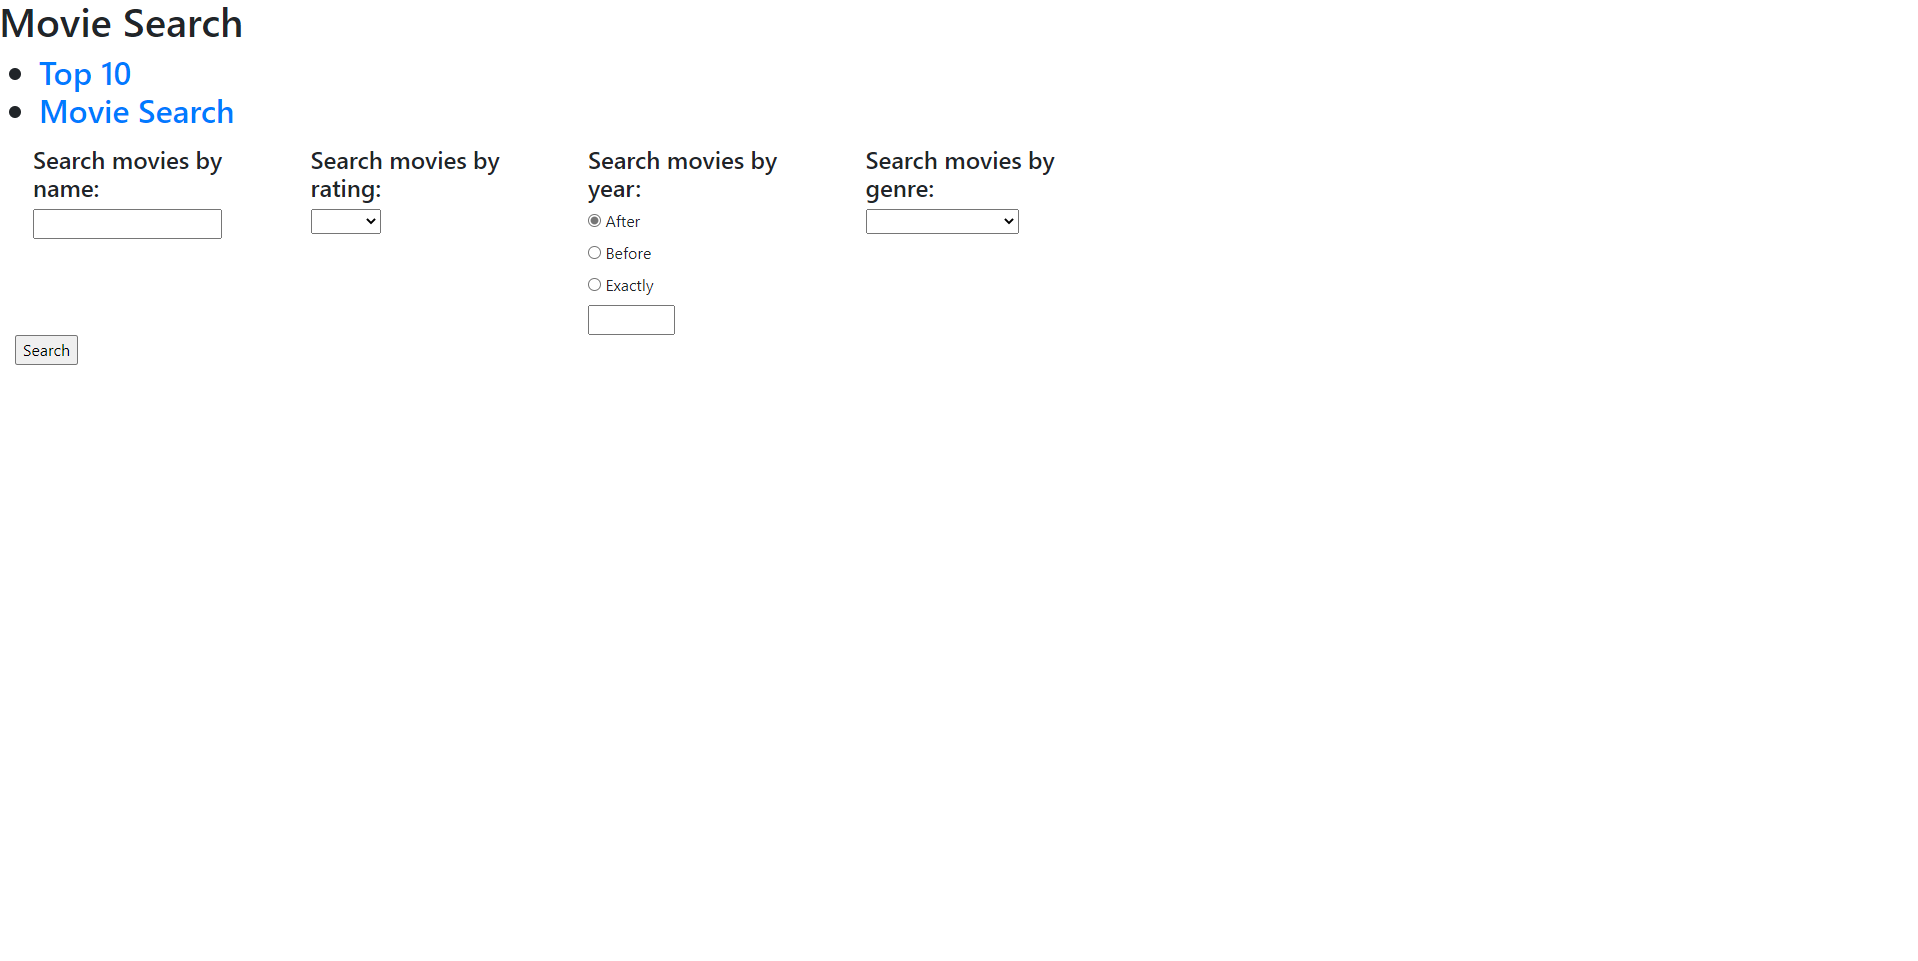 Movie Search
Top 10
Movie Search
Search movies by
name:
Search movies by
rating:
Search movies by
year:
After
Before
Exactly
Search movies by
genre:
Search